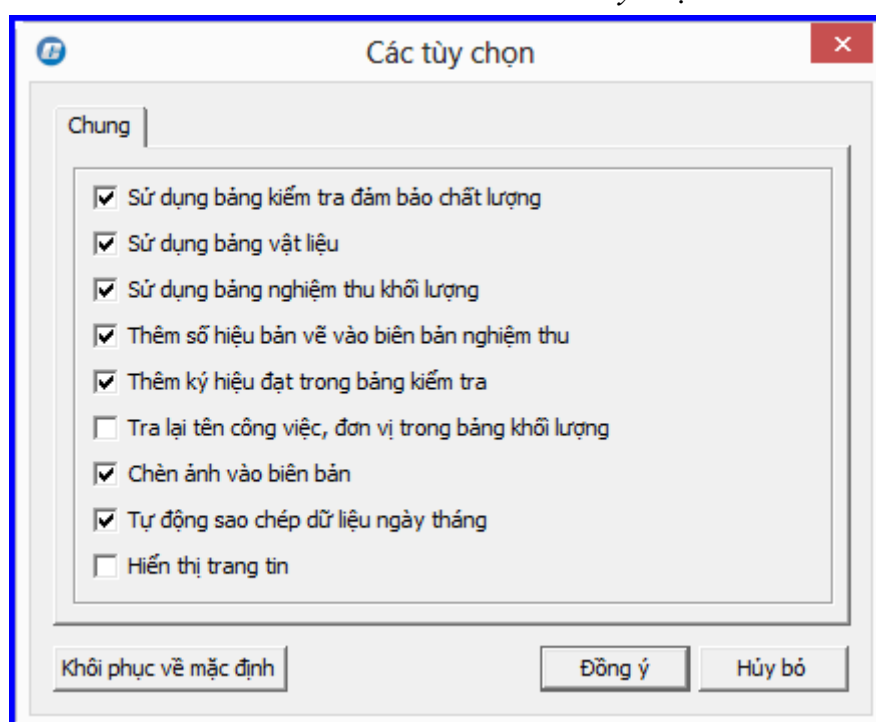 Các tùy chọn
Chung
Sử dụng bảng kiểm tra đảm bảo chất lượng
Sử dụng bảng vật liệu
Sử dụng bảng nghiệm thu khối lượng
Thêm số hiệu bản vẽ vào biên bản nghiệm thu
Thêm ký hiệu đạt trong bảng kiểm tra
Tra lại tên công việc, đơn vị trong bảng khối lượng
Chèn ảnh vào biên bản
Tự động sao chép dữ liệu ngày tháng
Hiển thị trang tin
Khôi phục về mặc định
Đồng ý
Hủy bỏ